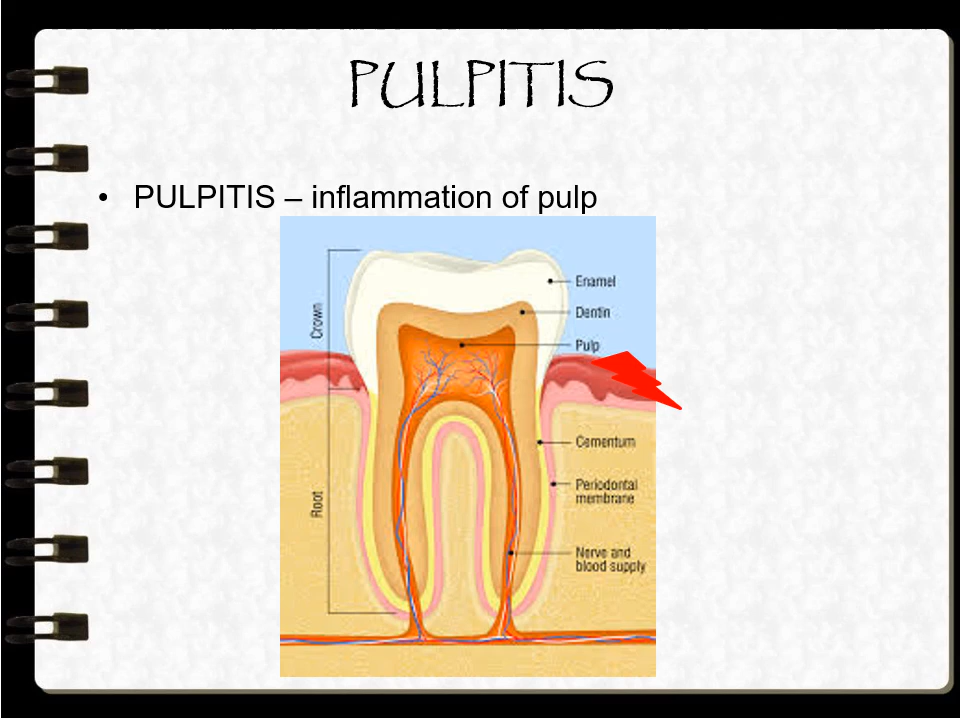 PULPITIS
• PULPITIS – inflammation of pulp
Enamel
Dentin
Crown
Pulp
Cementum
Periodontal
membrane
Root
Nerve and
blood supply